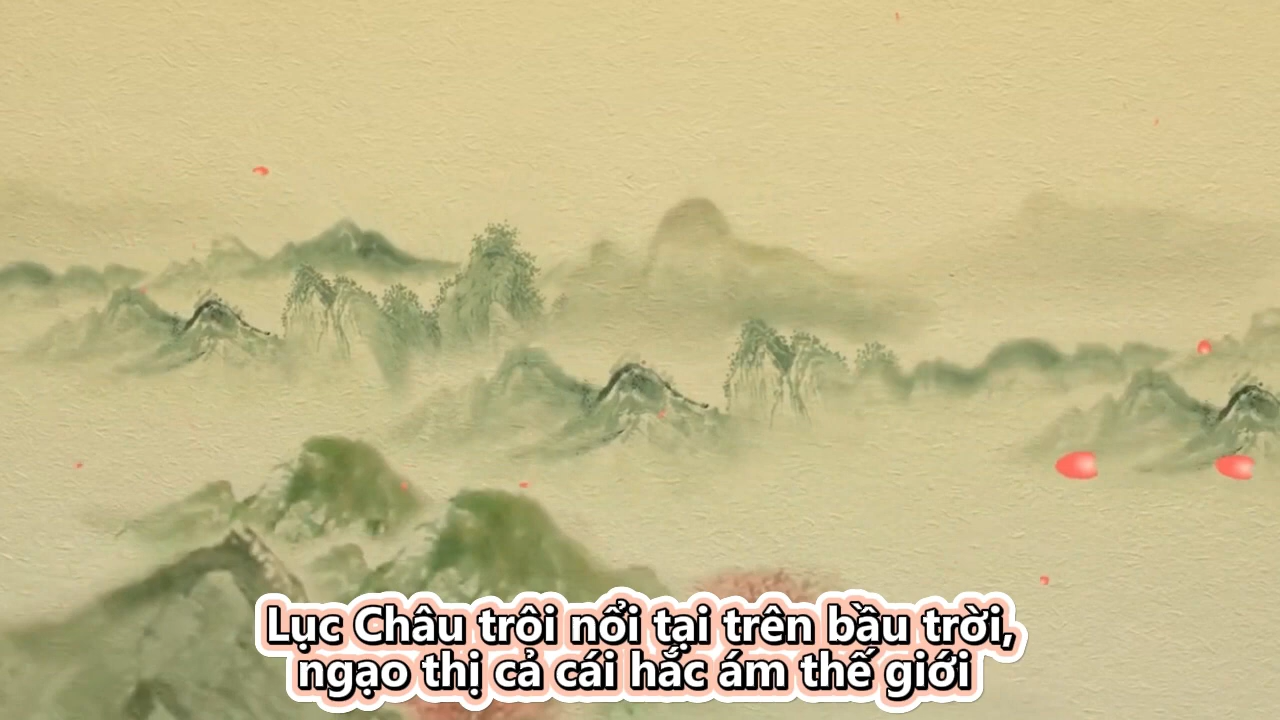 Lục Châu trôi nổi tại trên bầu trời,
ngạo thị cả cái hắc ám thế giới